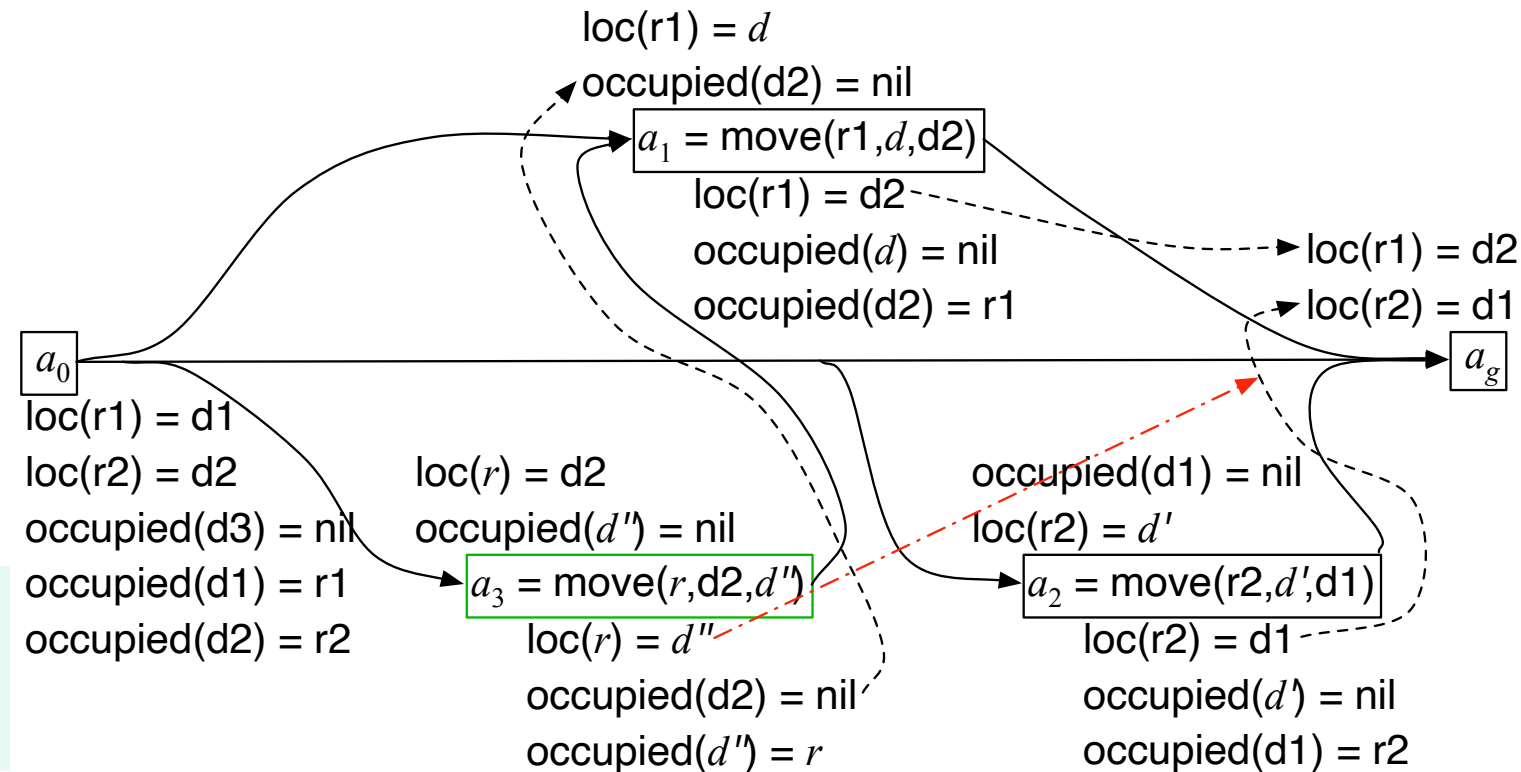 loc(r1) = d
occupied(d2) = nil
a₁ = move(r1,d,d2)
loc(r1) = d2
occupied(d) = nil
occupied(d2) = r1
loc(r1) = d2
loc(r2) = d1
a₀
a_g
loc(r1) = d1
loc(r2) = d2
occupied(d3) = nil
occupied(d1) = r1
occupied(d2) = r2
loc(r) = d2
occupied(d″) = nil
a₃ = move(r,d2,d″)
loc(r) = d″
occupied(d2) = nil
occupied(d″) = r
occupied(d1) = nil
loc(r2) = d′
a₂ = move(r2,d′,d1)
loc(r2) = d1
occupied(d′) = nil
occupied(d1) = r2